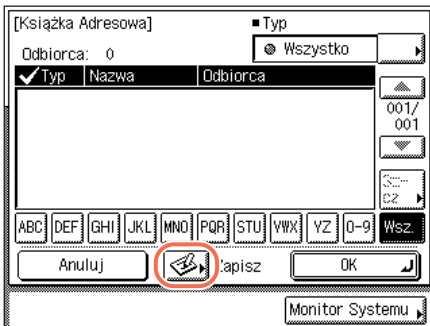 [Książka Adresowa]
Typ
Odbiorca: 0
Wszystko
Typ Nazwa Odbiorca
001/
001
cz
ABC DEF GHI JKL MNO PQR STU VWX YZ 0-9 Wsz.
Anuluj
OK
Monitor Systemu